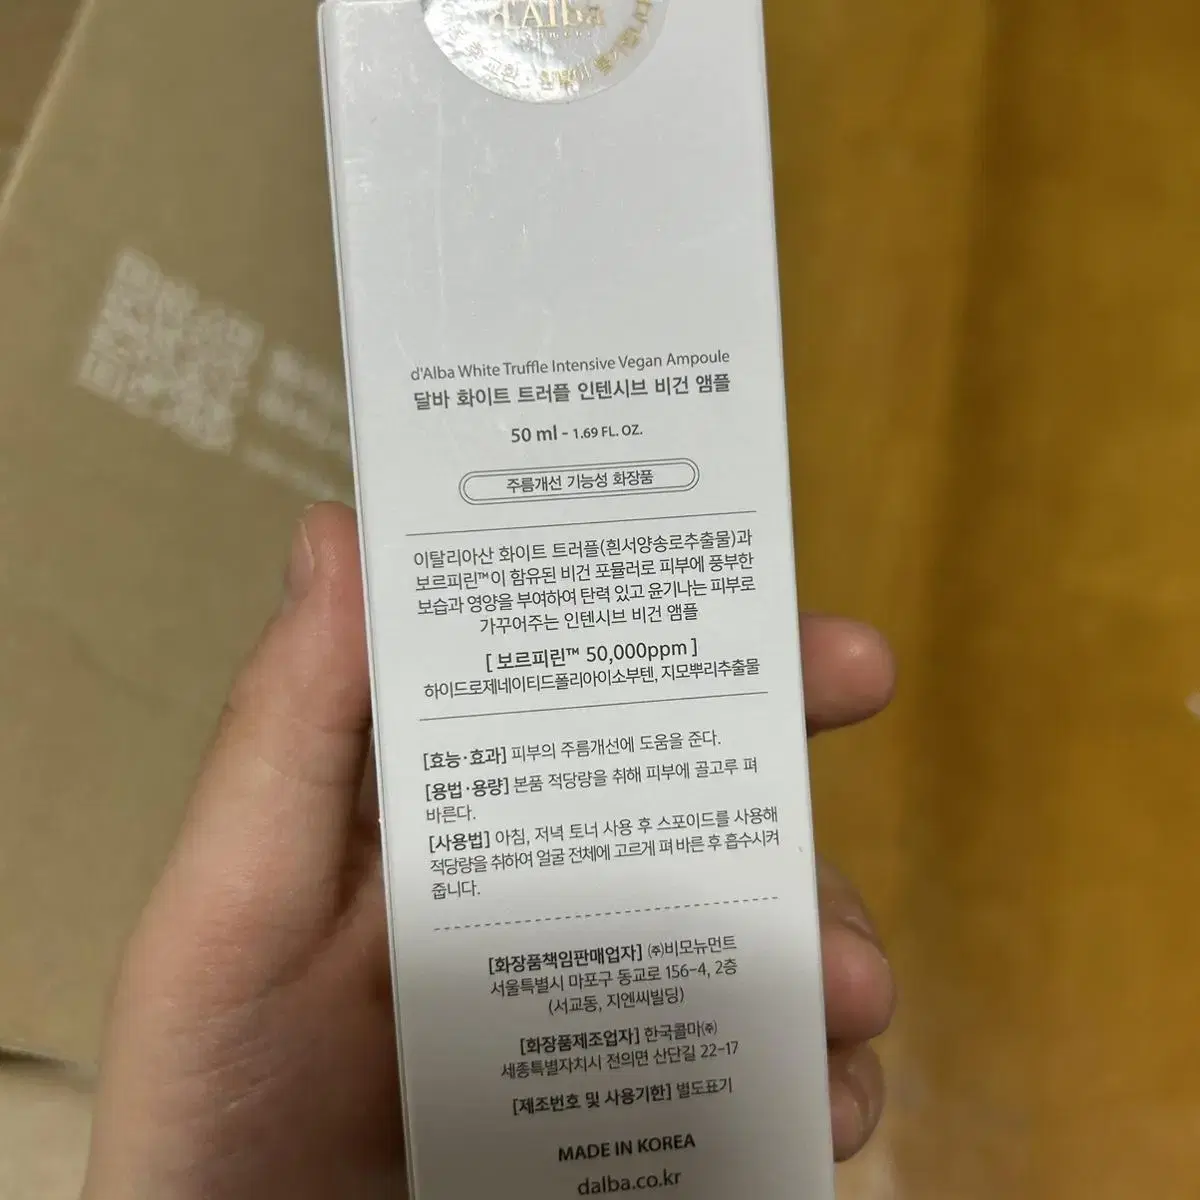 d'Alba
d'Alba White Truffle Intensive Vegan Ampoule
달바 화이트 트러플 인텐시브 비건 앰플
50 ml - 1.69 FL. OZ.
주름개선 기능성 화장품
이탈리아산 화이트 트러플(흰서양송로추출물)과
보르피린™이 함유된 비건 포뮬러로 피부에 풍부한
보습과 영양을 부여하여 탄력 있고 윤기나는 피부로
가꾸어주는 인텐시브 비건 앰플
[ 보르피린™ 50,000ppm ]
하이드로제네이티드폴리아이소부텐, 지모뿌리추출물
[효능·효과] 피부의 주름개선에 도움을 준다.
[용법·용량] 본품 적당량을 취해 피부에 골고루 펴
바른다.
[사용법] 아침, 저녁 토너 사용 후 스포이드를 사용해
적당량을 취하여 얼굴 전체에 고르게 펴 바른 후 흡수시켜
줍니다.
[화장품책임판매업자] ㈜비모뉴먼트
서울특별시 마포구 동교로 156-4, 2층
(서교동, 지엔씨빌딩)
[화장품제조업자] 한국콜마㈜
세종특별자치시 전의면 산단길 22-17
[제조번호 및 사용기한] 별도표기
MADE IN KOREA
dalba.co.kr